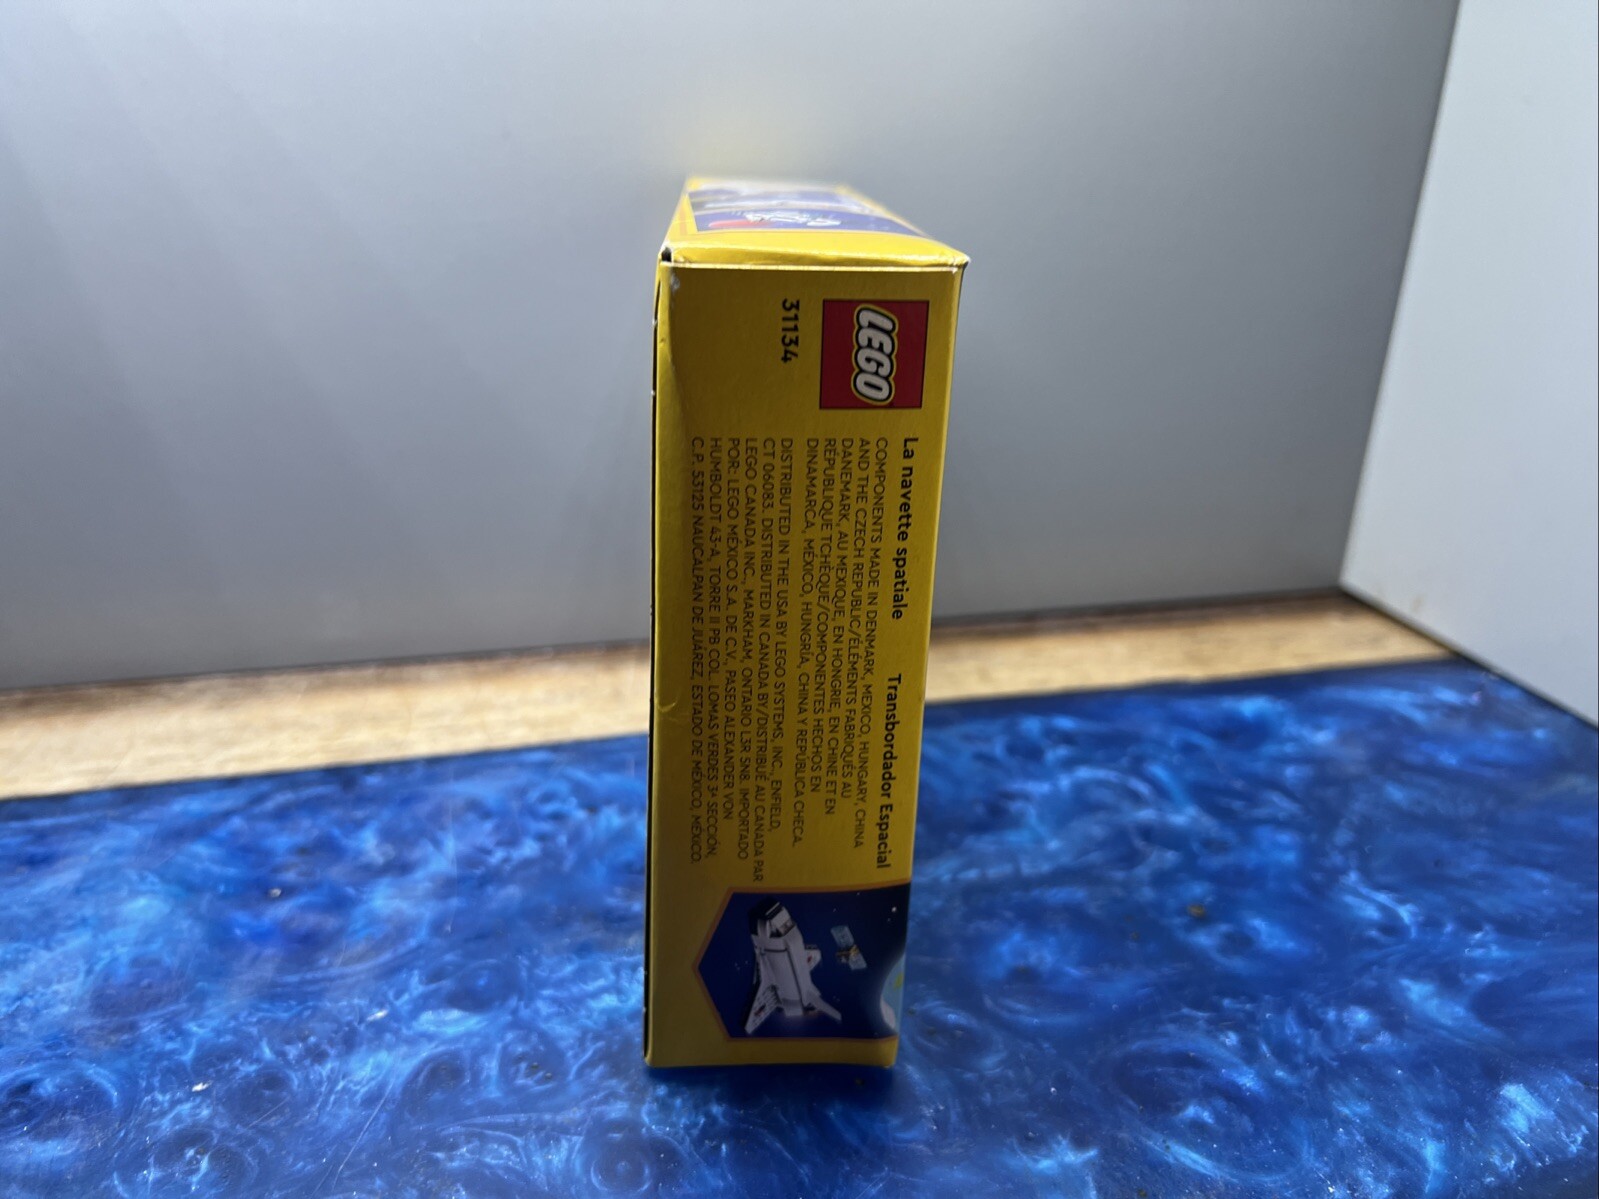 LEGO
31134
La navette spatiale Transbordador Espacial
COMPONENTS MADE IN DENMARK, MEXICO, HUNGARY, CHINA
AND THE CZECH REPUBLIC/ÉLÉMENTS FABRIQUÉS AU
DANEMARK, AU MEXIQUE, EN HONGRIE, EN CHINE ET EN
RÉPUBLIQUE TCHÈQUE/COMPONENTES HECHOS EN
DINAMARCA, MÉXICO, HUNGRÍA, CHINA Y REPÚBLICA CHECA.
DISTRIBUTED IN THE USA BY LEGO SYSTEMS, INC., ENFIELD,
CT 06083. DISTRIBUTED IN CANADA BY/DISTRIBUÉ AU CANADA PAR
LEGO CANADA INC., MARKHAM, ONTARIO L3R 5N8. IMPORTADO
POR: LEGO MÉXICO S.A. DE C.V., PASEO ALEXANDER VON
HUMBOLDT 43-A, TORRE II PB COL. LOMAS VERDES 3ª SECCIÓN,
C.P. 53125 NAUCALPAN DE JUÁREZ, ESTADO DE MÉXICO, MÉXICO.